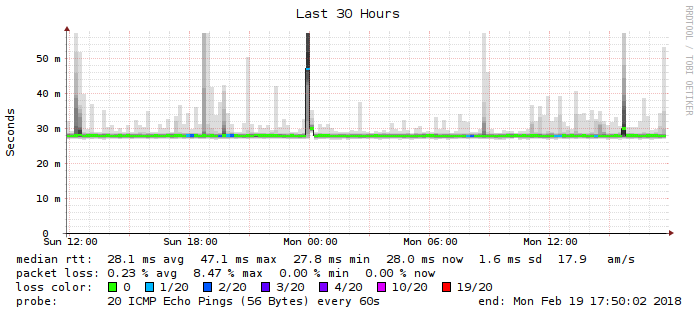 Last 30 Hours
RRDTOOL / TOBI OETIKER
Seconds
50 m
40 m
30 m
20 m
10 m
0
Sun 12:00 Sun 18:00 Mon 00:00 Mon 06:00 Mon 12:00
median rtt: 28.1 ms avg 47.1 ms max 27.8 ms min 28.0 ms now 1.6 ms sd 17.9 am/s
packet loss: 0.23 % avg 8.47 % max 0.00 % min 0.00 % now
loss color: 0 1/20 2/20 3/20 4/20 10/20 19/20
probe: 20 ICMP Echo Pings (56 Bytes) every 60s end: Mon Feb 19 17:50:02 2018